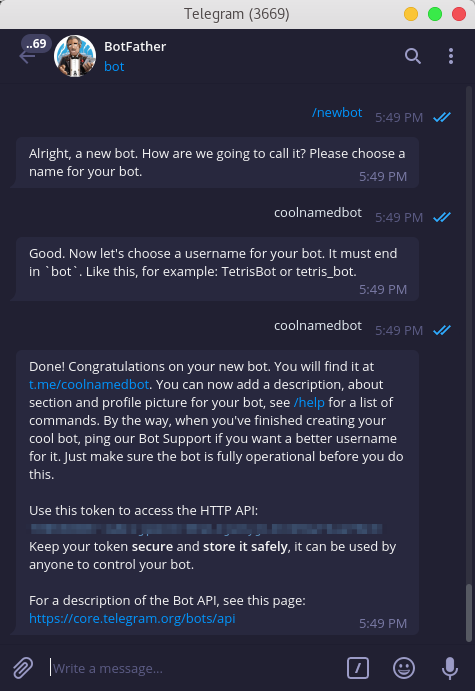 Telegram (3669)
..69
BotFather
bot
/newbot 5:49 PM
Alright, a new bot. How are we going to call it? Please choose a
name for your bot.
5:49 PM
coolnamedbot 5:49 PM
Good. Now let's choose a username for your bot. It must end
in `bot`. Like this, for example: TetrisBot or tetris_bot.
5:49 PM
coolnamedbot 5:49 PM
Done! Congratulations on your new bot. You will find it at
t.me/coolnamedbot. You can now add a description, about
section and profile picture for your bot, see /help for a list of
commands. By the way, when you've finished creating your
cool bot, ping our Bot Support if you want a better username
for it. Just make sure the bot is fully operational before you do
this.
Use this token to access the HTTP API:
Keep your token secure and store it safely, it can be used by
anyone to control your bot.
For a description of the Bot API, see this page:
https://core.telegram.org/bots/api
5:49 PM
Write a message...
/